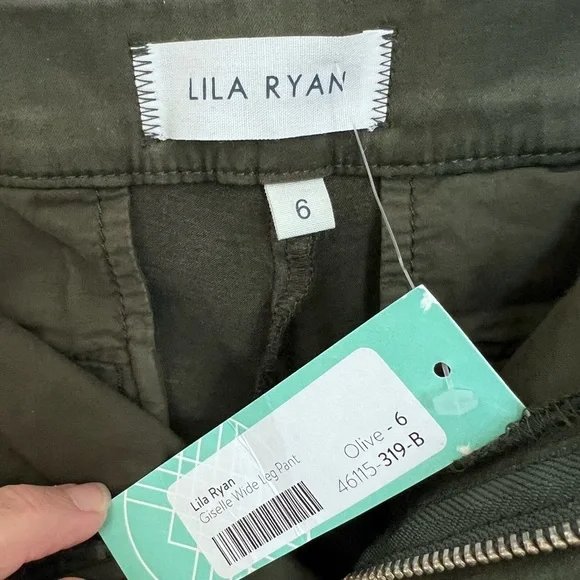 LILA RYAN
6
Lila Ryan
Giselle Wide Leg Pant
Olive - 6
46115-319-B